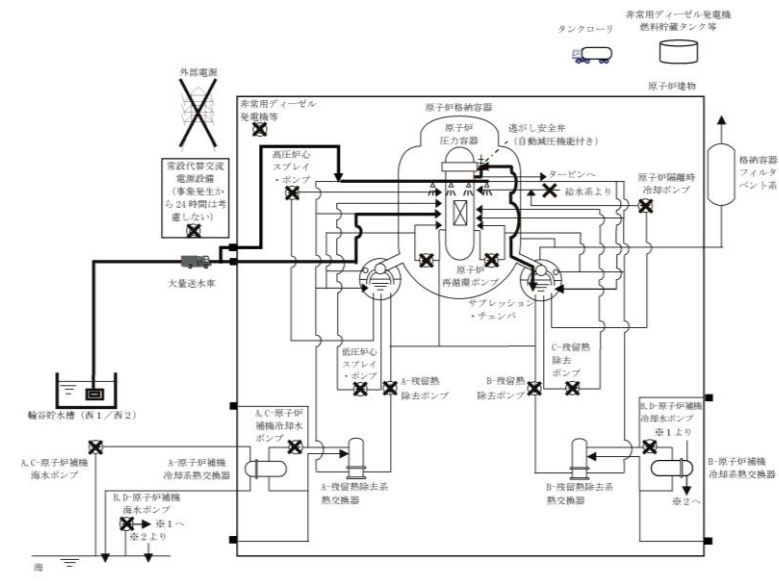 非常用ディーゼル発電機
燃料貯蔵タンク等
タンクローリ
原子炉建物
外部電源
非常用ディーゼル
発電機等
原子炉格納容器
原子炉
圧力容器
逃がし安全弁
(自動減圧機能付き)
高圧炉心
スプレイ
・ポンプ
タービンへ
給水系より
原子炉隔離時
冷却ポンプ
格納容器
フィルタ
ベント系
常設代替交流
電源設備
(事象発生か
ら24時間は考
慮しない)
大量送水車
原子炉
再循環ポンプ
サプレッション
・チェンバ
低圧炉心
スプレイ
・ポンプ
A-残留熱
除去ポンプ
B-残留熱
除去ポンプ
C-残留熱
除去
ポンプ
輪谷貯水槽(西1/西2)
A,C-原子炉
補機冷却水
ポンプ
B,D-原子炉補機
冷却水ポンプ
※1より
A,C-原子炉補機
海水ポンプ
A-原子炉補機
冷却系熱交換器
B-原子炉補機
冷却系熱交換器
B,D-原子炉補機
海水ポンプ
※1へ
※2より
A-残留熱除去系
熱交換器
B-残留熱除去系
熱交換器
※2へ
海